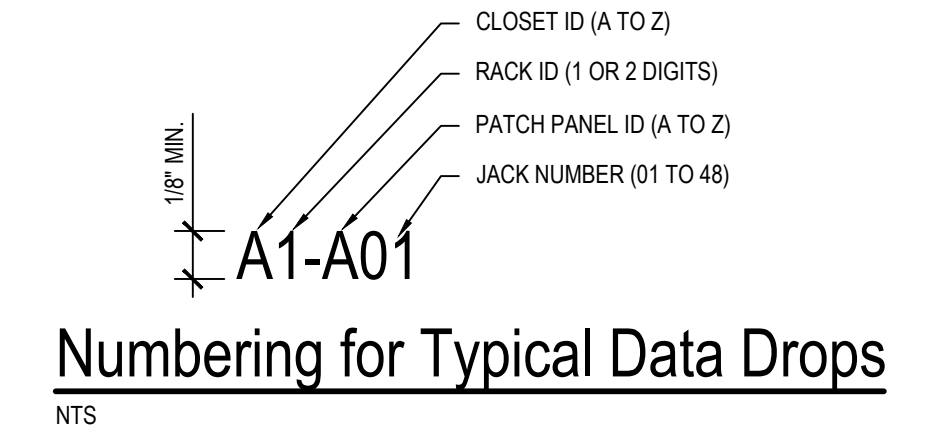 CLOSET ID (A TO Z)
RACK ID (1 OR 2 DIGITS)
PATCH PANEL ID (A TO Z)
JACK NUMBER (01 TO 48)
1/8" MIN.
A1-A01
Numbering for Typical Data Drops
NTS